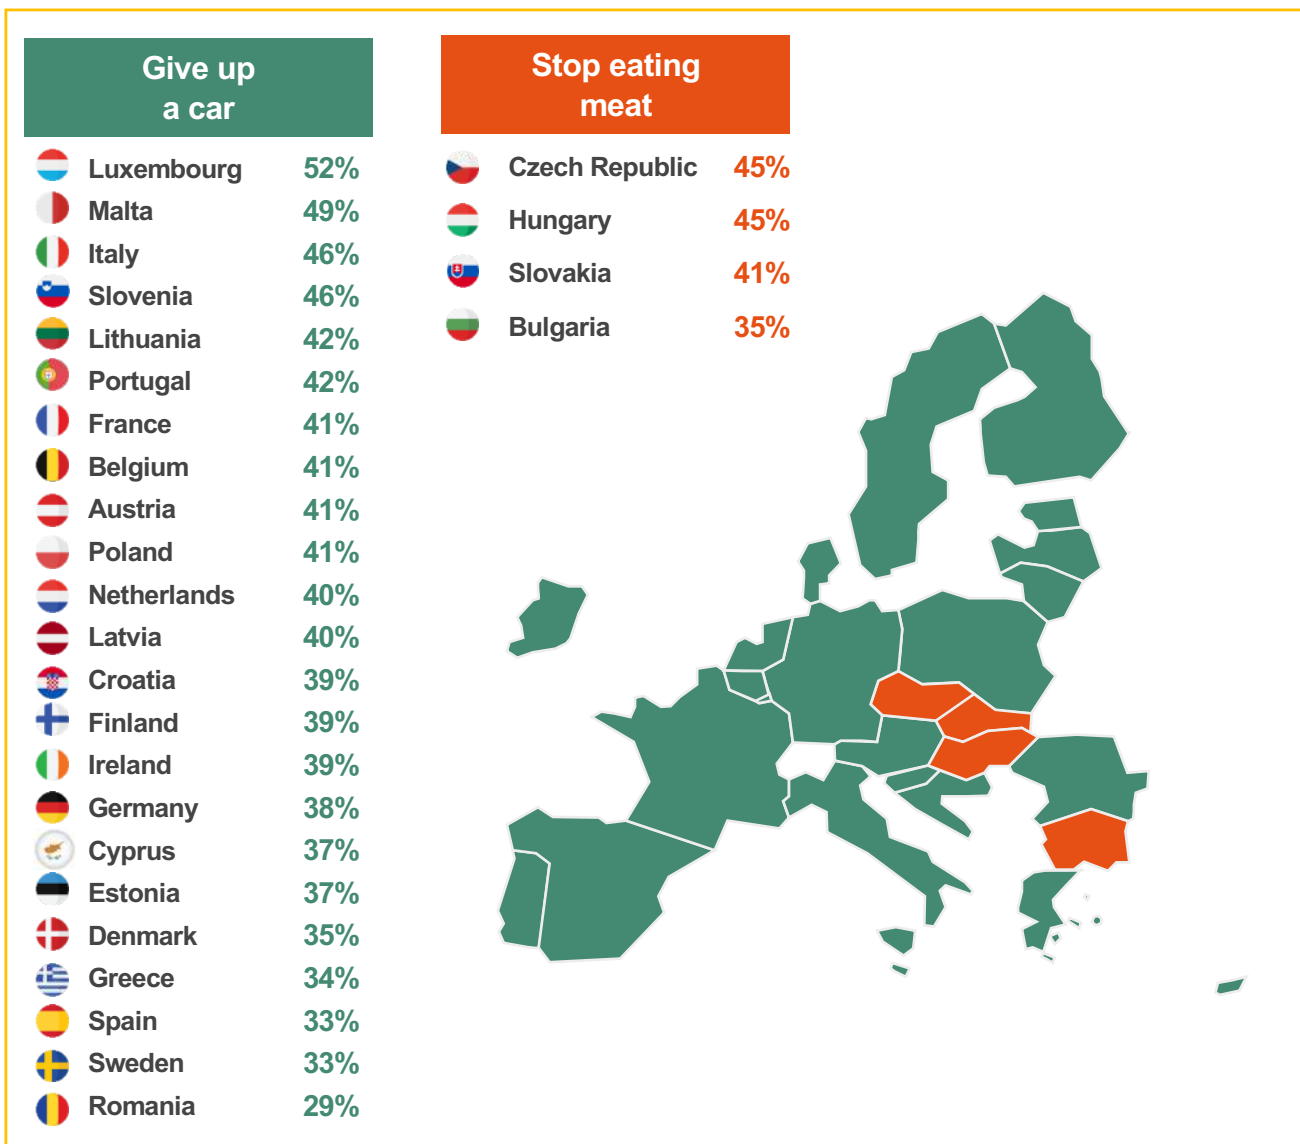 Give up
a car
Luxembourg 52%
Malta 49%
Italy 46%
Slovenia 46%
Lithuania 42%
Portugal 42%
France 41%
Belgium 41%
Austria 41%
Poland 41%
Netherlands 40%
Latvia 40%
Croatia 39%
Finland 39%
Ireland 39%
Germany 38%
Cyprus 37%
Estonia 37%
Denmark 35%
Greece 34%
Spain 33%
Sweden 33%
Romania 29%
Stop eating
meat
Czech Republic 45%
Hungary 45%
Slovakia 41%
Bulgaria 35%